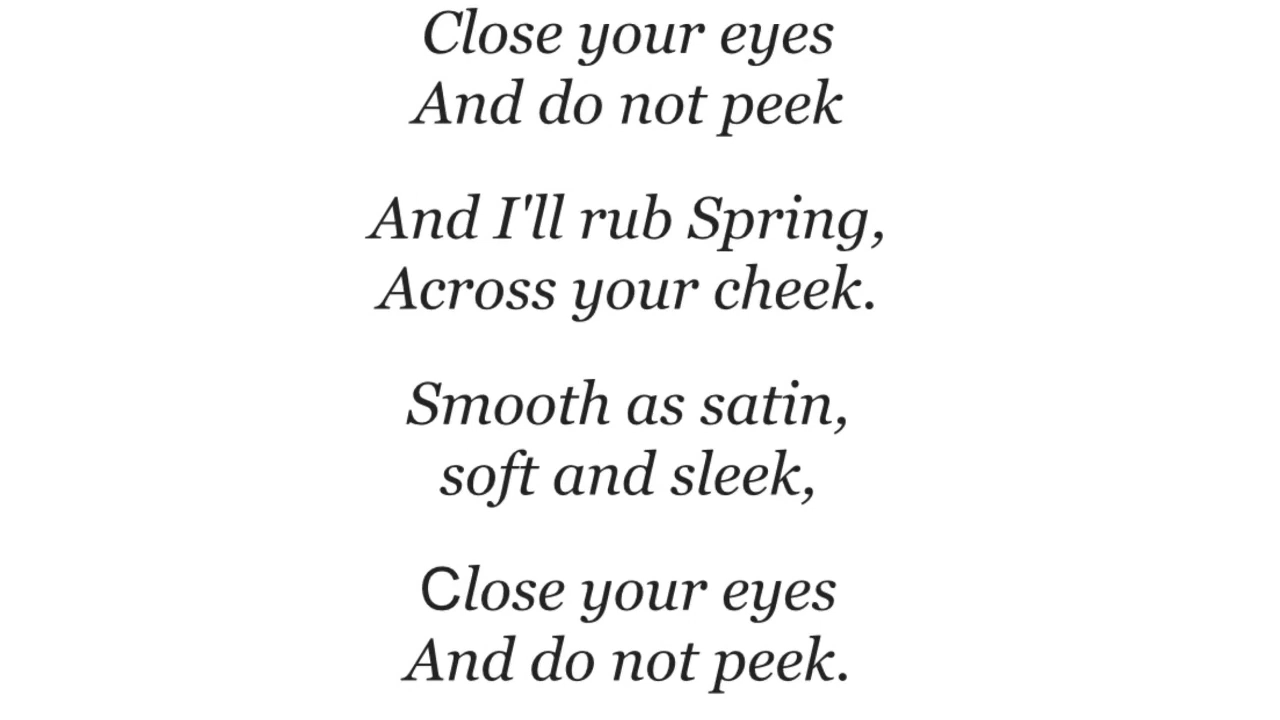 Close your eyes
And do not peek
And I'll rub Spring,
Across your cheek.
Smooth as satin,
soft and sleek,
Close your eyes
And do not peek.